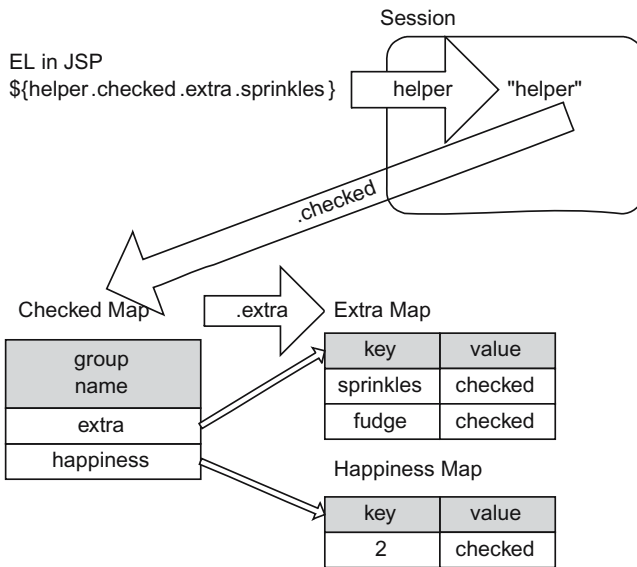 Session
EL in JSP
${helper.checked.extra.sprinkles}
helper
"helper"
.checked
Checked Map
.extra
Extra Map
group
name
extra
happiness
key value
sprinkles checked
fudge checked
Happiness Map
key value
2 checked